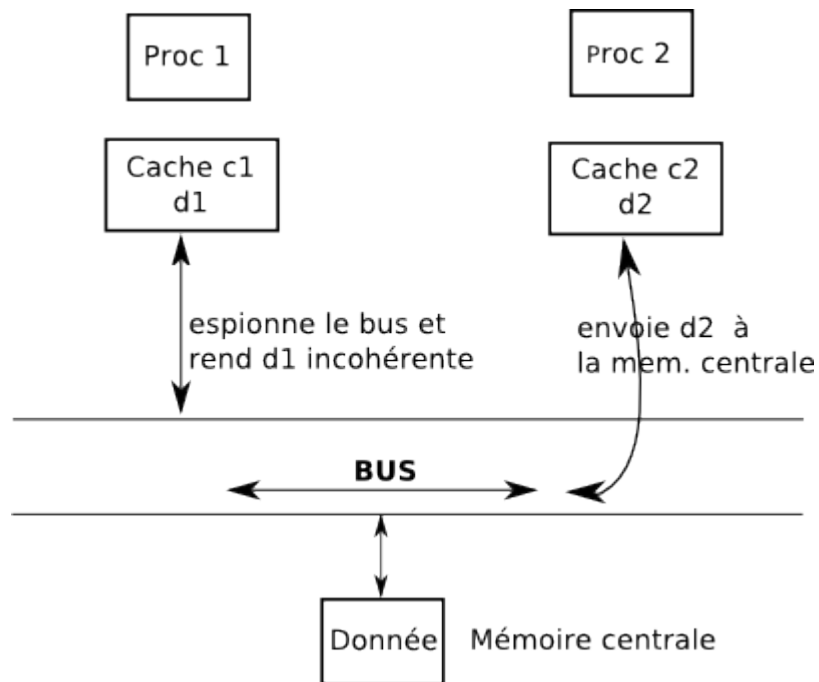 Proc 1
Proc 2
Cache c1
d1
Cache c2
d2
espionne le bus et
rend d1 incohérente
envoie d2 à
la mem. centrale
BUS
Donnée
Mémoire centrale